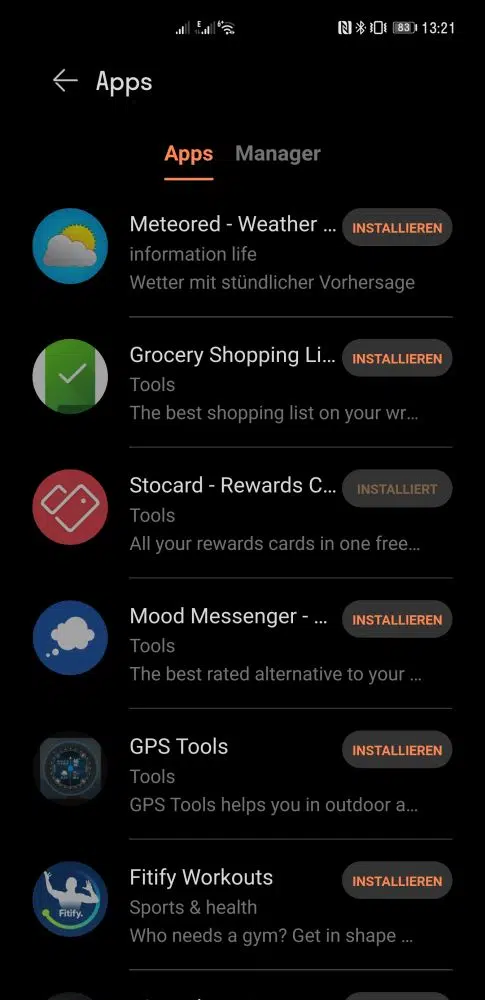 E 6+ 83 13:21
Apps
Apps Manager
Meteored - Weather ... INSTALLIEREN
information life
Wetter mit stündlicher Vorhersage
Grocery Shopping Li... INSTALLIEREN
Tools
The best shopping list on your wr...
Stocard - Rewards C... INSTALLIERT
Tools
All your rewards cards in one free...
Mood Messenger - ... INSTALLIEREN
Tools
The best rated alternative to your ...
GPS Tools INSTALLIEREN
Tools
GPS Tools helps you in outdoor a...
Fitify Workouts INSTALLIEREN
Fitify.
Sports & health
Who needs a gym? Get in shape ...